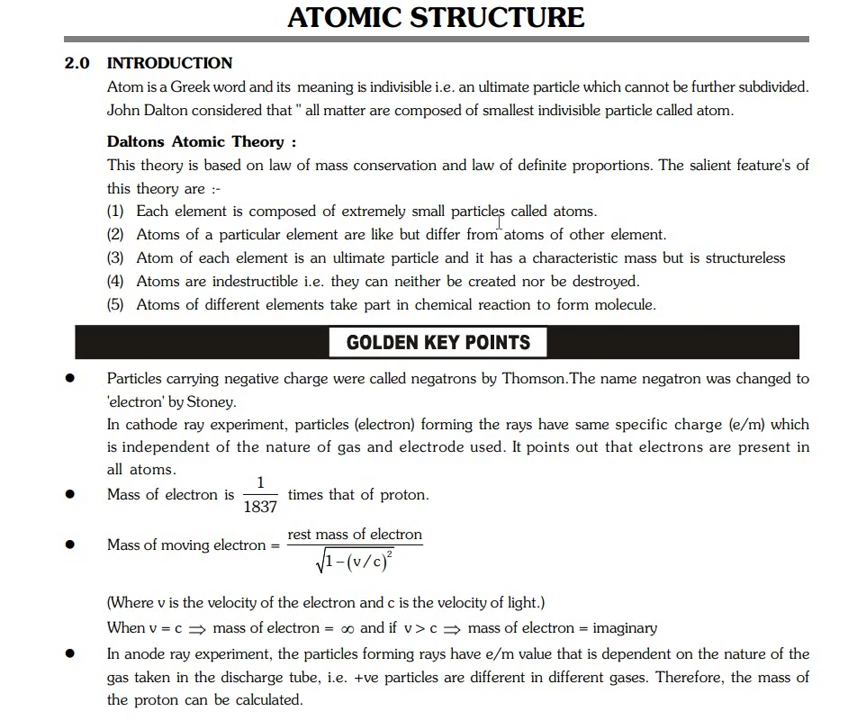 ATOMIC STRUCTURE
2.0 INTRODUCTION
Atom is a Greek word and its meaning is indivisible i.e. an ultimate particle which cannot be further subdivided.
John Dalton considered that " all matter are composed of smallest indivisible particle called atom.
Daltons Atomic Theory :
This theory is based on law of mass conservation and law of definite proportions. The salient feature's of
this theory are :-
(1) Each element is composed of extremely small particles called atoms.
(2) Atoms of a particular element are like but differ from atoms of other element.
(3) Atom of each element is an ultimate particle and it has a characteristic mass but is structureless
(4) Atoms are indestructible i.e. they can neither be created nor be destroyed.
(5) Atoms of different elements take part in chemical reaction to form molecule.
GOLDEN KEY POINTS
● Particles carrying negative charge were called negatrons by Thomson.The name negatron was changed to
'electron' by Stoney.
In cathode ray experiment, particles (electron) forming the rays have same specific charge (e/m) which
is independent of the nature of gas and electrode used. It points out that electrons are present in
all atoms.
● Mass of electron is 1/1837 times that of proton.
● Mass of moving electron = rest mass of electron / √1–(v/c)²
(Where v is the velocity of the electron and c is the velocity of light.)
When v = c ⇒ mass of electron = ∞ and if v > c ⇒ mass of electron = imaginary
● In anode ray experiment, the particles forming rays have e/m value that is dependent on the nature of the
gas taken in the discharge tube, i.e. +ve particles are different in different gases. Therefore, the mass of
the proton can be calculated.